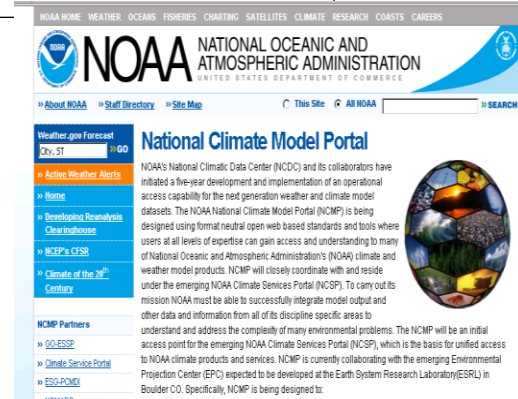 NOAA HOME WEATHER OCEANS FISHERIES CHARTING SATELLITES CLIMATE RESEARCH COASTS CAREERS
NOAA
NOAA NATIONAL OCEANIC AND
ATMOSPHERIC ADMINISTRATION
UNITED STATES DEPARTMENT OF COMMERCE
» About NOAA » Staff Directory » Site Map This Site All NOAA » SEARCH
Weather.gov Forecast
City, ST » GO
» Active Weather Alerts
» Home
» Developing Reanalysis
Clearinghouse
» NCEP's CFSR
» Climate of the 20th
Century
NCMP Partners
» GO-ESSP
» Climate Service Portal
» ESG-PCMDI
National Climate Model Portal
NOAA's National Climatic Data Center (NCDC) and its collaborators have
initiated a five-year development and implementation of an operational
access capability for the next generation weather and climate model
datasets. The NOAA National Climate Model Portal (NCMP) is being
designed using format neutral open web based standards and tools where
users at all levels of expertise can gain access and understanding to many
of National Oceanic and Atmospheric Administration's (NOAA) climate and
weather model products. NCMP will closely coordinate with and reside
under the emerging NOAA Climate Services Portal (NCSP). To carry out its
mission NOAA must be able to successfully integrate model output and
other data and information from all of its discipline specific areas to
understand and address the complexity of many environmental problems. The NCMP will be an initial
access point for the emerging NOAA Climate Services Portal (NCSP), which is the basis for unified access
to NOAA climate products and services. NCMP is currently collaborating with the emerging Environmental
Projection Center (EPC) expected to be developed at the Earth System Research Laboratory(ESRL) in
Boulder CO. Specifically, NCMP is being designed to: